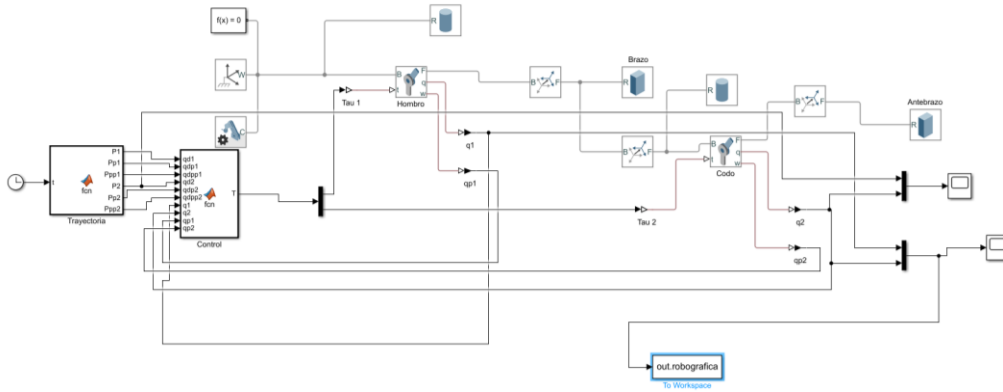 f(x) = 0
R
W
C
Tau 1
B
t
F
q
w
Hombro
B
F
R
Brazo
R
B
F
Antebrazo
R
B
F
B
t
F
q
w
Codo
q1
qp1
t
fcn
P1
Pp1
Ppp1
P2
Pp2
Ppp2
Trayectoria
qd1
qdp1
qdpp1
qd2
qdp2
qdpp2
q1
q2
qp1
qp2
fcn
T
Control
Tau 2
q2
qp2
out.robografica
To Workspace